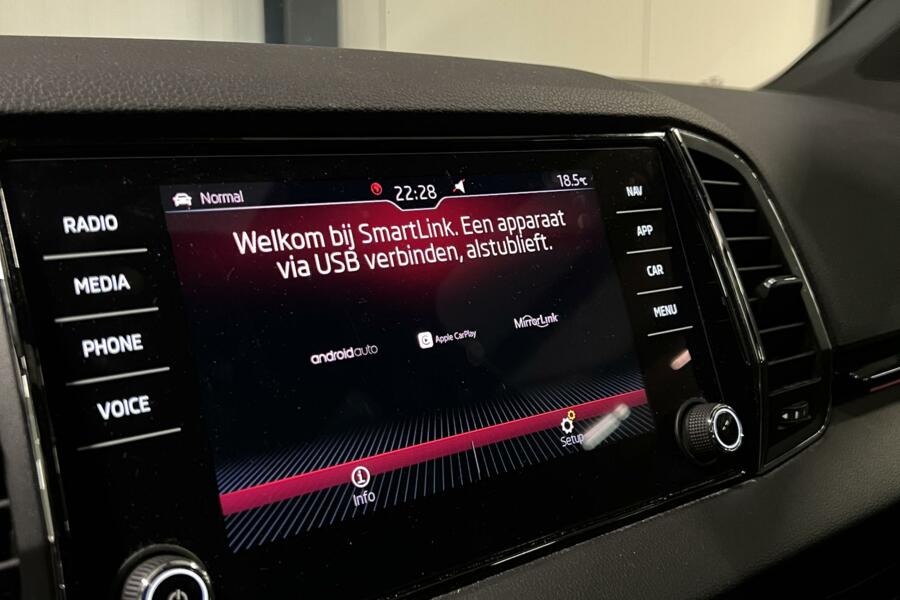 Normal
22:28
18.5°C
Welkom bij SmartLink. Een apparaat
via USB verbinden, alstublieft.
androidauto
Apple CarPlay
MirrorLink
Info
Setup
RADIO
MEDIA
PHONE
VOICE
NAV
APP
CAR
MENU